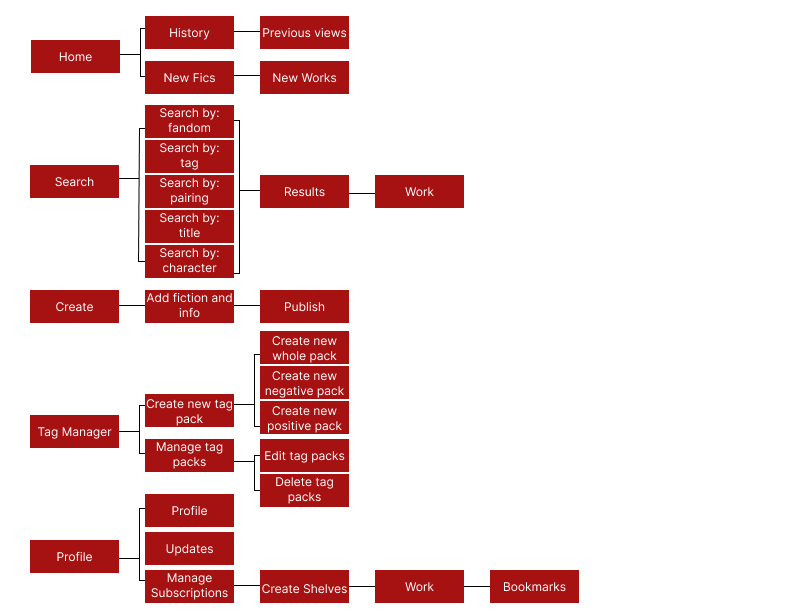 Home
History
Previous views
New Fics
New Works
Search
Search by:
fandom
Search by:
tag
Search by:
pairing
Search by:
title
Search by:
character
Results
Work
Create
Add fiction and
info
Publish
Tag Manager
Create new tag
pack
Create new
whole pack
Create new
negative pack
Create new
positive pack
Manage tag
packs
Edit tag packs
Delete tag
packs
Profile
Profile
Updates
Manage
Subscriptions
Create Shelves
Work
Bookmarks